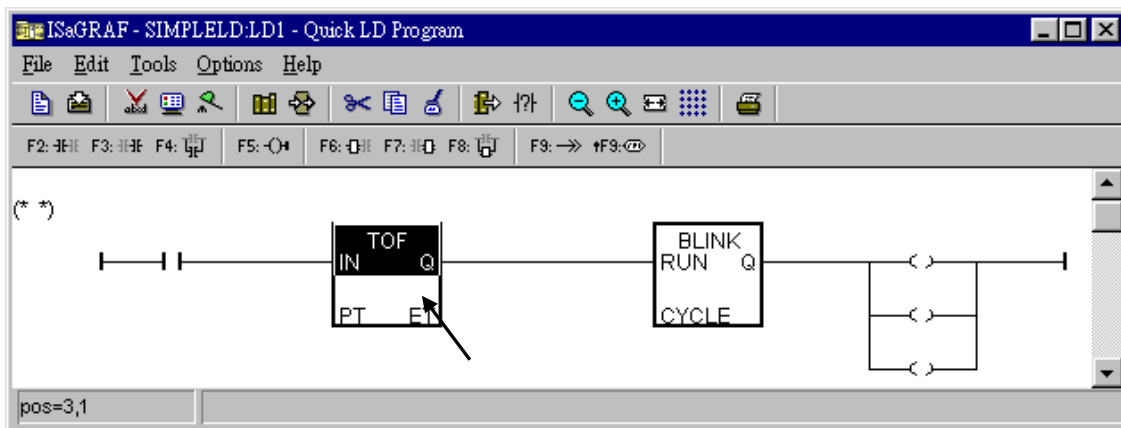 ISaGRAF - SIMPLELD:LD1 - Quick LD Program
File Edit Tools Options Help
F2: F3: F4: F5: F6: F7: F8: F9: ↑F9:
(* *)
TOF BLINK
IN Q RUN Q
PT ET CYCLE
pos=3,1